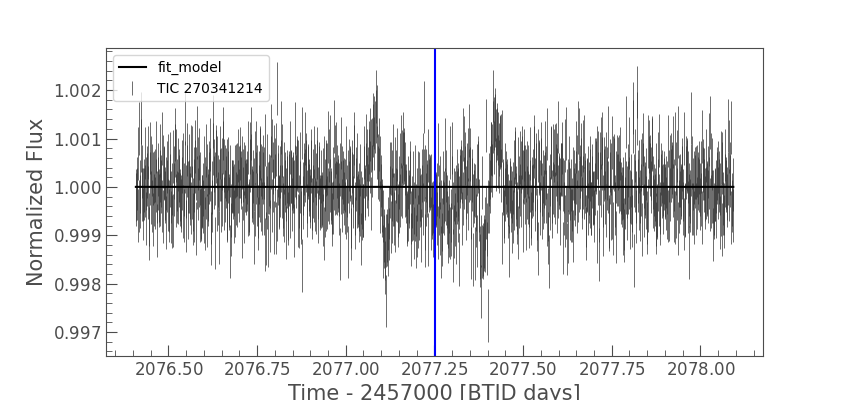 fit_model
TIC 270341214
1.002
1.001
1.000
0.999
0.998
0.997
Normalized Flux
2076.50 2076.75 2077.00 2077.25 2077.50 2077.75 2078.00
Time - 2457000 [BTJD days]